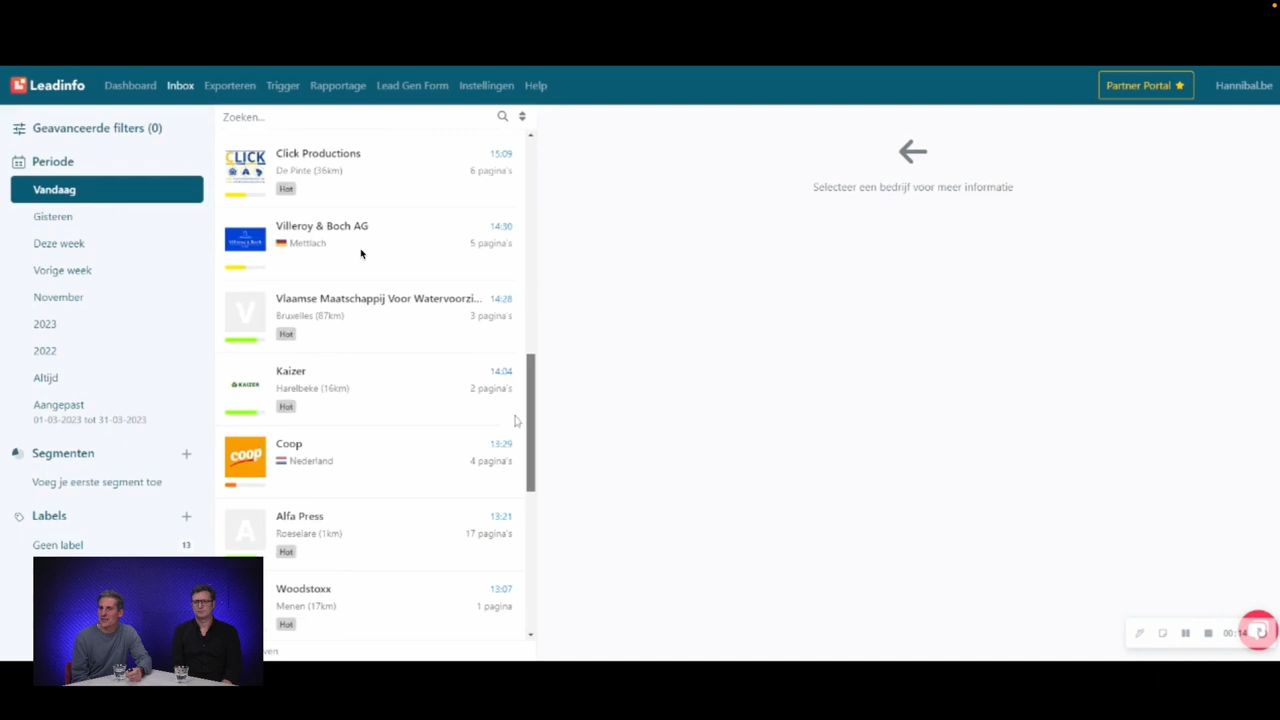 Leadinfo
Dashboard
Inbox
Exporteren
Trigger
Rapportage
Lead Gen Form
Instellingen
Help
Partner Portal
Hannibal.be
Geavanceerde filters (0)
Periode
Vandaag
Gisteren
Deze week
Vorige week
November
2023
2022
Altijd
Aangepast
01-03-2023 tot 31-03-2023
Segmenten
Voeg je eerste segment toe
Labels
Geen label 13
Zoeken...
CLICK
Click Productions 15:09
De Pinte (36km) 6 pagina's
Hot
Villeroy & Boch
Villeroy & Boch AG 14:30
Mettlach 5 pagina's
V
Vlaamse Maatschappij Voor Watervoorzi... 14:28
Bruxelles (87km) 3 pagina's
Hot
KAIZER
Kaizer 14:04
Harelbeke (16km) 2 pagina's
Hot
coop
Coop 13:29
Nederland 4 pagina's
A
Alfa Press 13:21
Roeselare (1km) 17 pagina's
Hot
Woodstoxx 13:07
Menen (17km) 1 pagina
Hot
Selecteer een bedrijf voor meer informatie